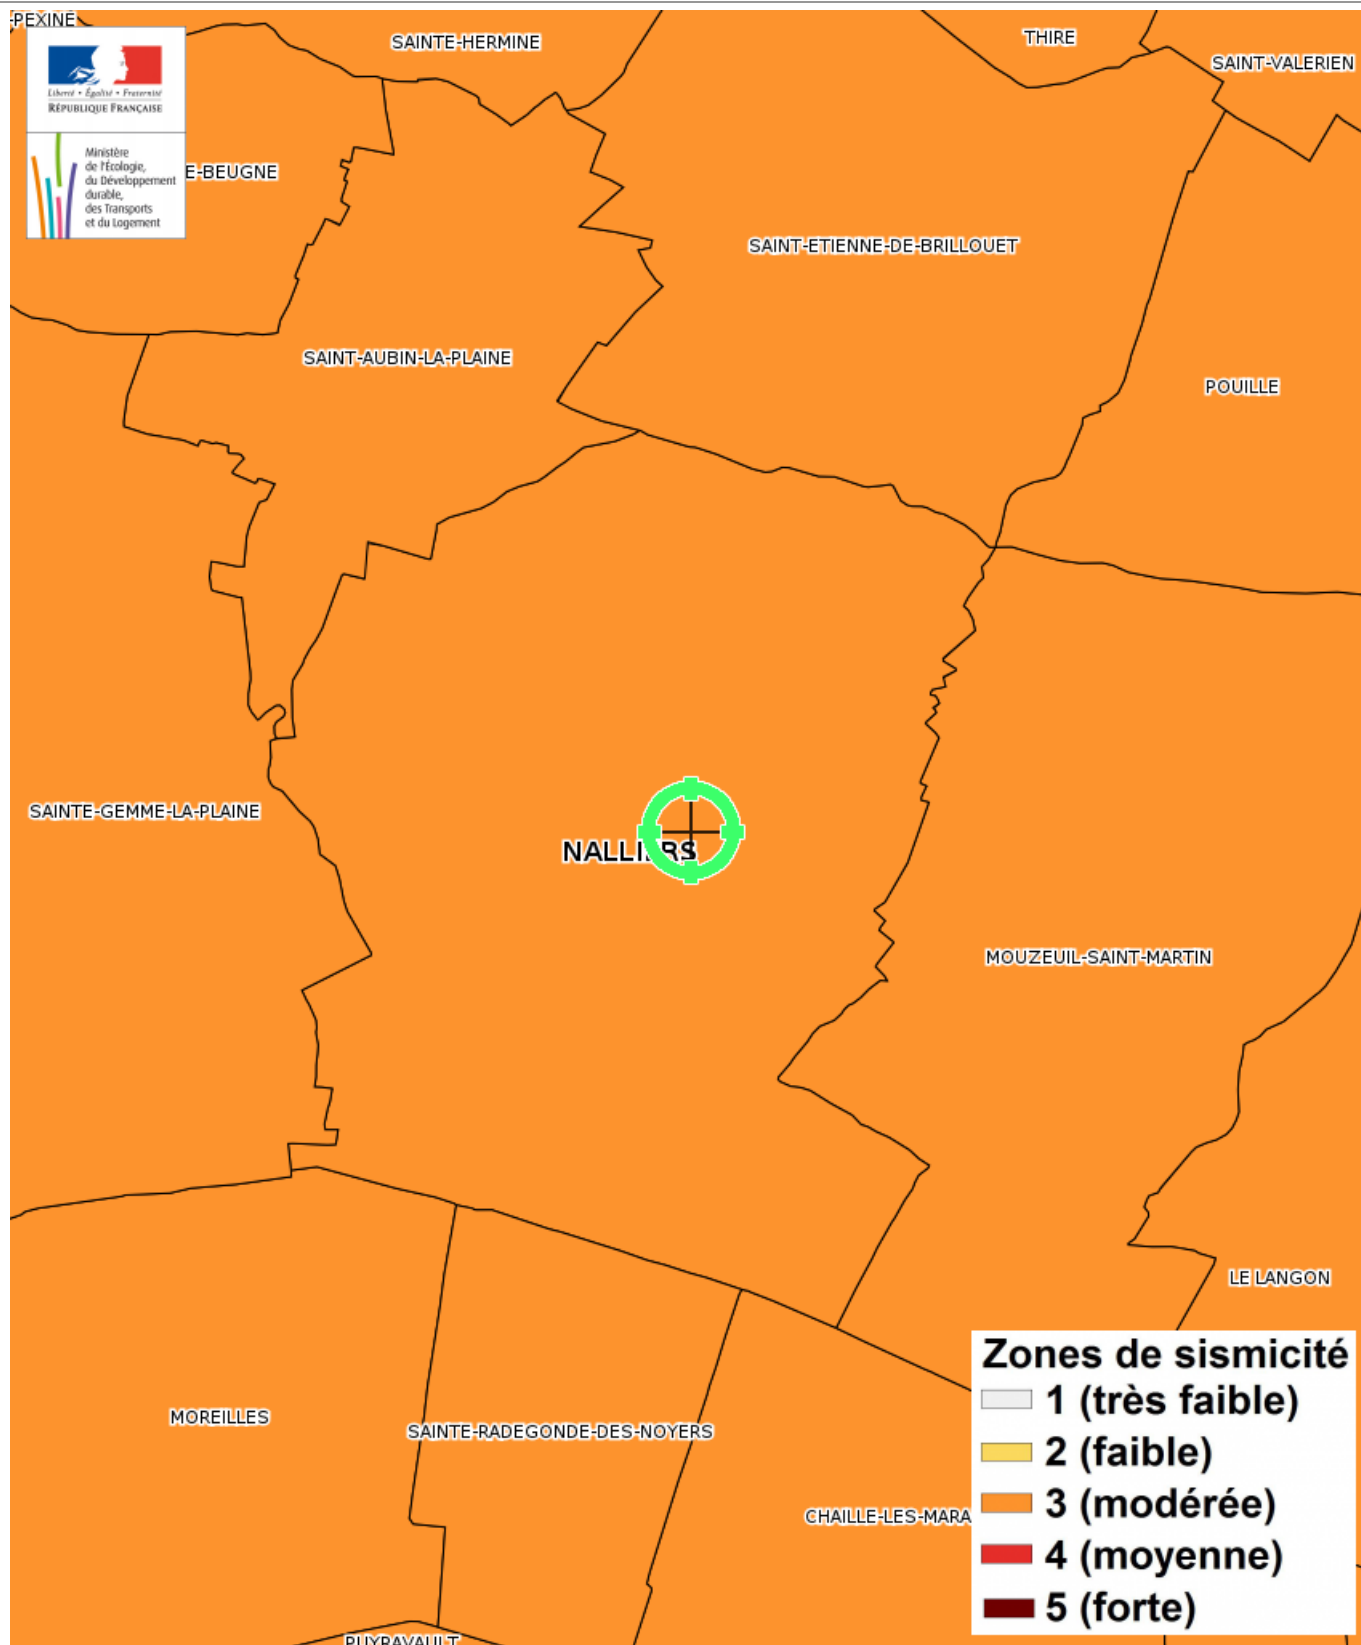 -PEXINE
SAINTE-HERMINE
THIRE
SAINT-VALERIEN
Liberté • Égalité • Fraternité
RÉPUBLIQUE FRANÇAISE
Ministère
de l'Écologie,
du Développement
durable,
des Transports
et du Logement
E-BEUGNE
SAINT-ETIENNE-DE-BRILLOUET
SAINT-AUBIN-LA-PLAINE
POUILLE
SAINTE-GEMME-LA-PLAINE
NALLIERS
MOUZEUIL-SAINT-MARTIN
LE LANGON
MOREILLES
SAINTE-RADEGONDE-DES-NOYERS
CHAILLE-LES-MARA
PUYRAVAULT
Zones de sismicité
1 (très faible)
2 (faible)
3 (modérée)
4 (moyenne)
5 (forte)